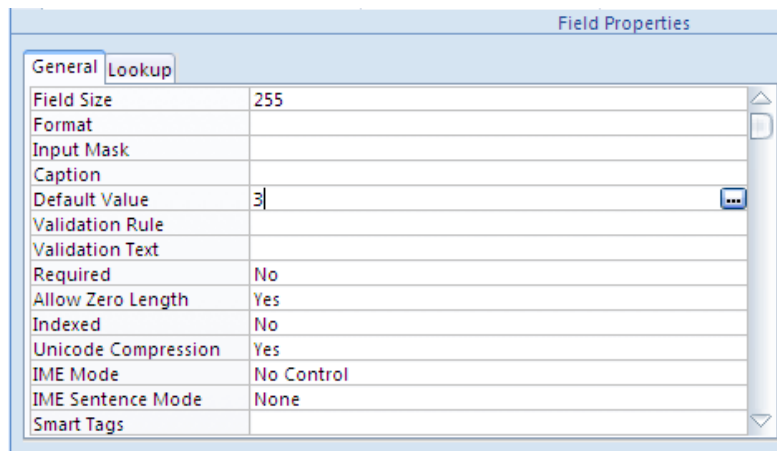 Field Properties
General Lookup
Field Size 255
Format
Input Mask
Caption
Default Value 3
Validation Rule
Validation Text
Required No
Allow Zero Length Yes
Indexed No
Unicode Compression Yes
IME Mode No Control
IME Sentence Mode None
Smart Tags